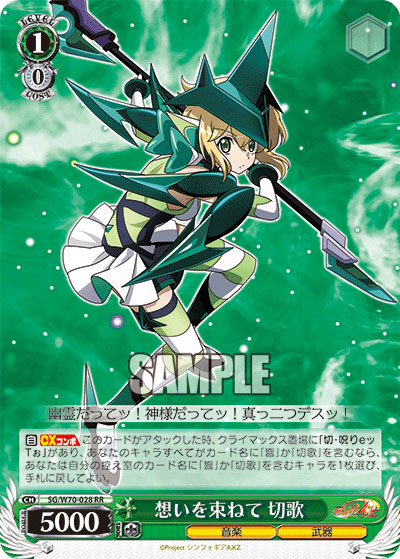 LEVEL
1
0
COST
SAMPLE
幽霊だってッ!神様だってッ!真っ二つデスッ!
自 CXコンボ このカードがアタックした時、クライマックス置場に「切・呪りeッTぉ」があり、あなたのキャラすべてがカード名に「響」か「歌」を含むなら、
あなたは自分の控え室のカード名に「響」か「歌」を含むキャラを1枚選び、
手札に戻してよい。
CH SG/W70-028 RR
5000
想いを束ねて 切歌
音楽 武器
©Project シンフォギアAXZ